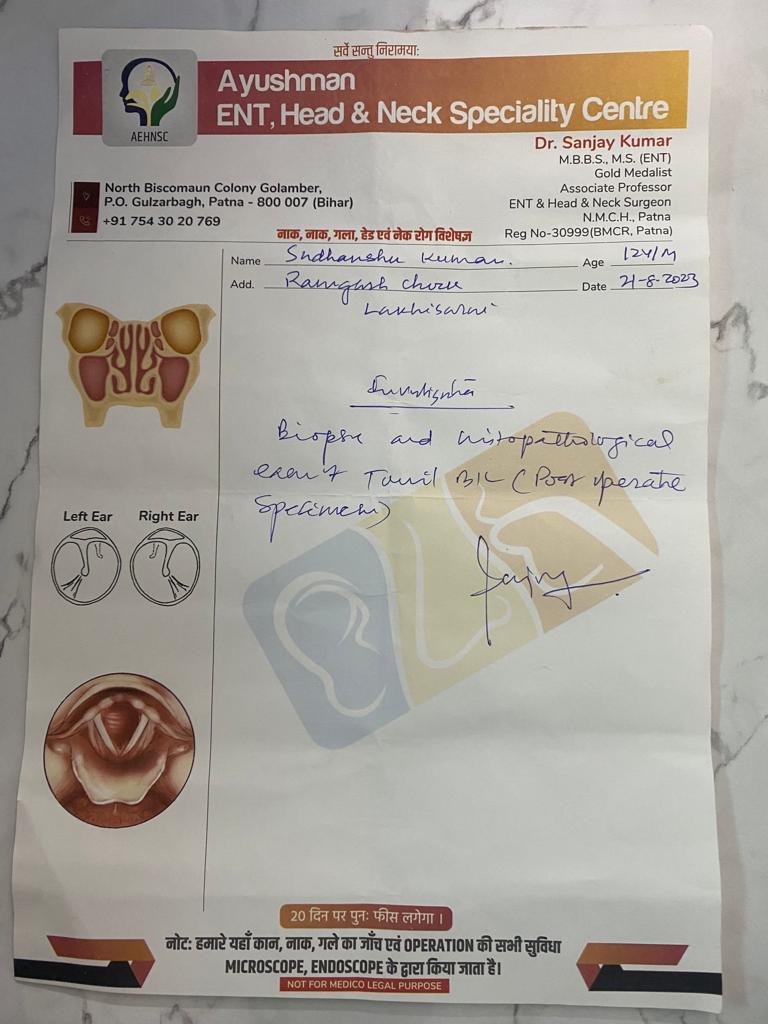 सर्वे सन्तु निरामया:
Ayushman
ENT, Head & Neck Speciality Centre
AEHNSC
Dr. Sanjay Kumar
M.B.B.S., M.S. (ENT)
Gold Medalist
Associate Professor
ENT & Head & Neck Surgeon
N.M.C.H., Patna
Reg No-30999(BMCR, Patna)
North Biscomaun Colony Golamber,
P.O. Gulzarbagh, Patna - 800 007 (Bihar)
+91 754 30 20 769
नाक, नाक, गला, हेड एवं नेक रोग विशेषज्ञ
Name Sudhanshu Kumar. Age 12Y/M
Add. Ramgarh chowk Date 21-8-2023
Lakhisarai
Biopsy and histopathological
exam of Tonsil B/L (Post operative
Specimen)
Left Ear Right Ear
20 दिन पर पुनः फीस लगेगा ।
नोट: हमारे यहाँ कान, नाक, गले का जाँच एवं OPERATION की सभी सुविधा
MICROSCOPE, ENDOSCOPE के द्वारा किया जाता है।
NOT FOR MEDICO LEGAL PURPOSE